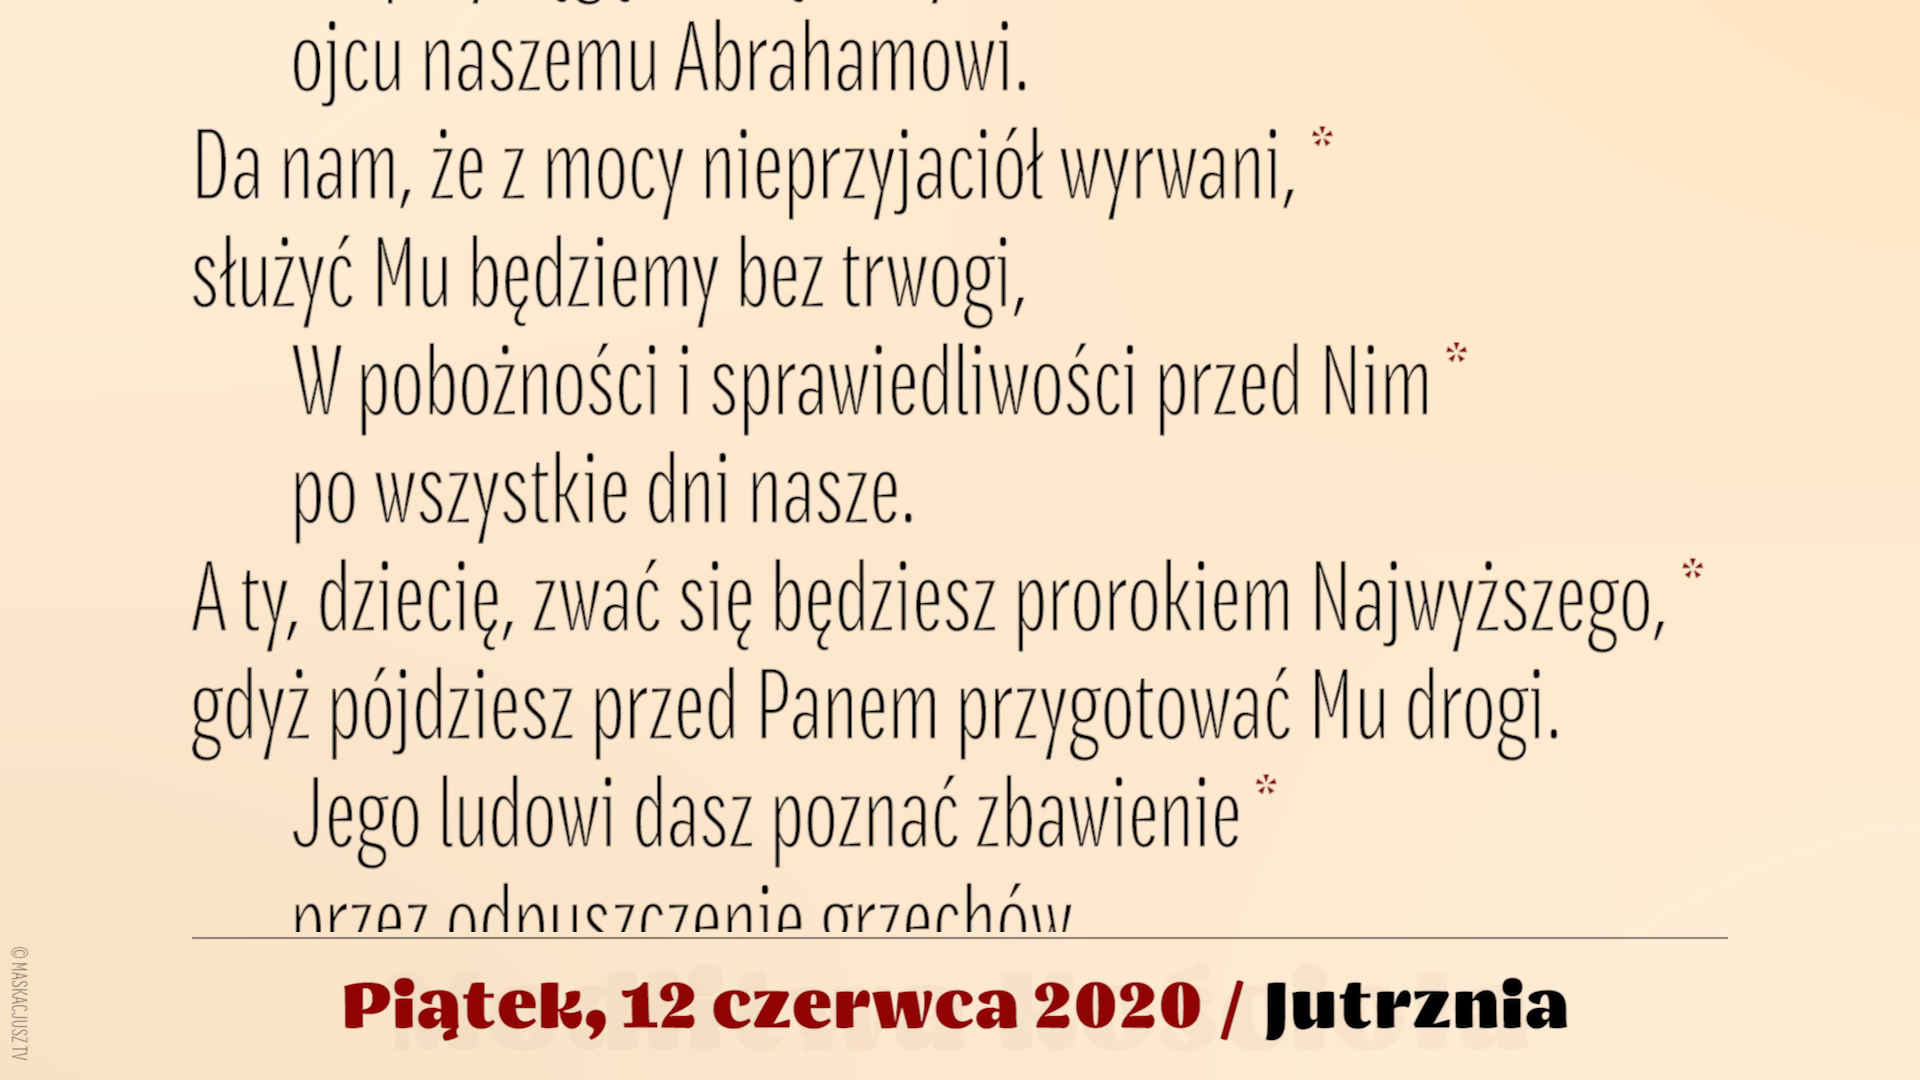 ojcu naszemu Abrahamowi.
Da nam, że z mocy nieprzyjaciół wyrwani, *
służyć Mu będziemy bez trwogi,
W pobożności i sprawiedliwości przed Nim *
po wszystkie dni nasze.
A ty, dziecię, zwać się będziesz prorokiem Najwyższego, *
gdyż pójdziesz przed Panem przygotować Mu drogi.
Jego ludowi dasz poznać zbawienie *
przez odpuszczenie grzechów
Piątek, 12 czerwca 2020 / Jutrznia
© MASKACJUSZ TV